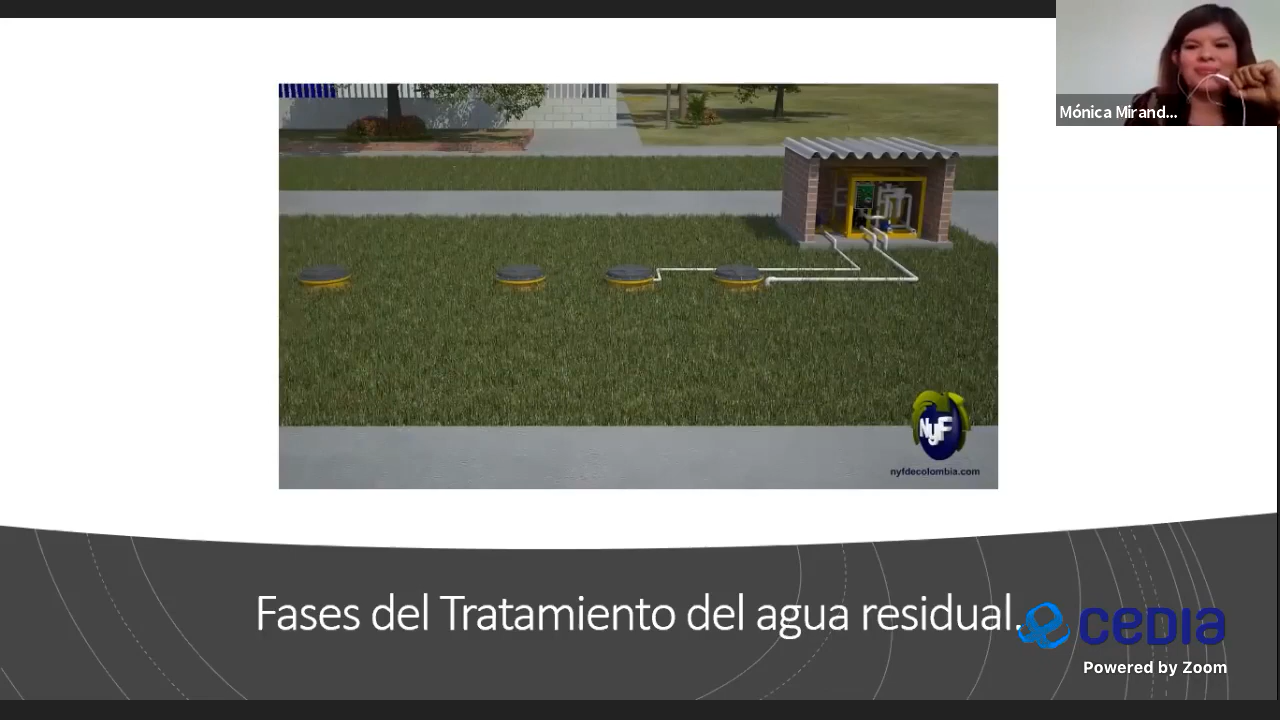 Mónica Mirand...
NyF
nyfdecolombia.com
Fases del Tratamiento del agua residual.
CEDIA
Powered by Zoom